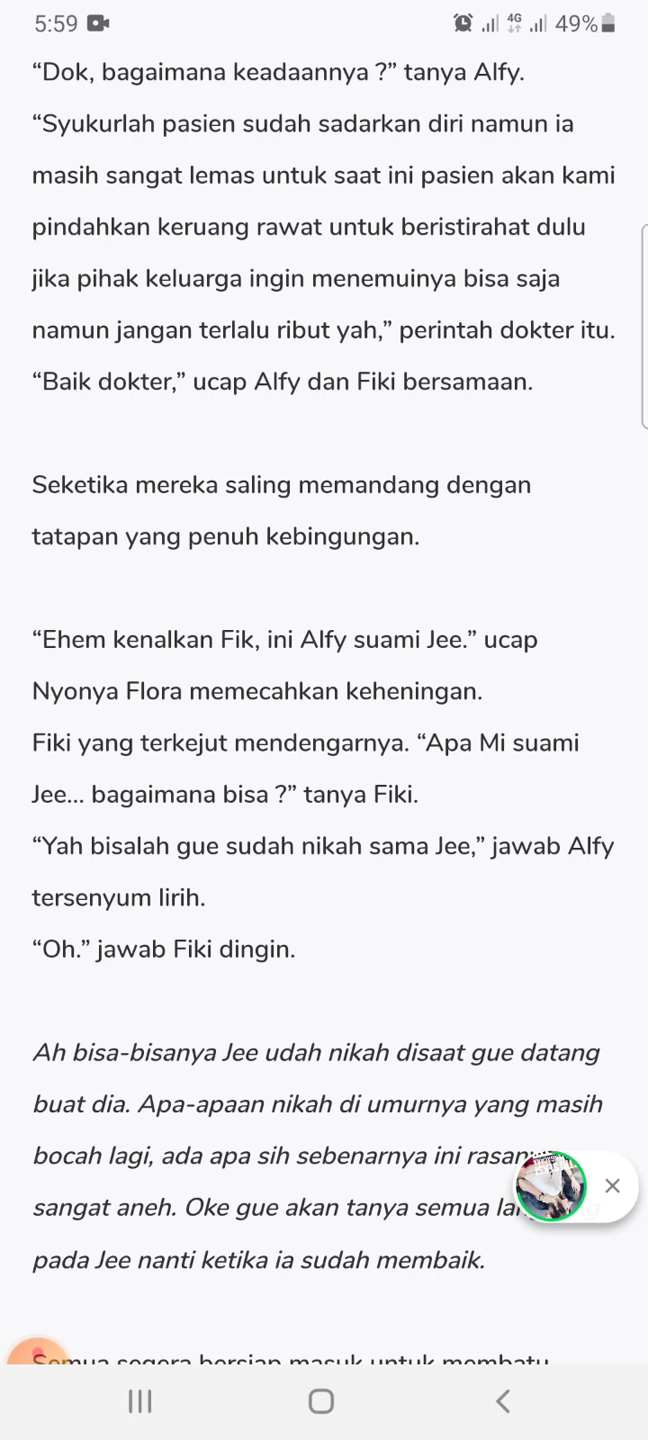 5:59
4G
49%
“Dok, bagaimana keadaannya ?” tanya Alfy.
“Syukurlah pasien sudah sadarkan diri namun ia
masih sangat lemas untuk saat ini pasien akan kami
pindahkan keruang rawat untuk beristirahat dulu
jika pihak keluarga ingin menemuinya bisa saja
namun jangan terlalu ribut yah,” perintah dokter itu.
“Baik dokter,” ucap Alfy dan Fiki bersamaan.
Seketika mereka saling memandang dengan
tatapan yang penuh kebingungan.
“Ehem kenalkan Fik, ini Alfy suami Jee.” ucap
Nyonya Flora memecahkan keheningan.
Fiki yang terkejut mendengarnya. “Apa Mi suami
Jee... bagaimana bisa ?” tanya Fiki.
“Yah bisalah gue sudah nikah sama Jee,” jawab Alfy
tersenyum lirih.
“Oh.” jawab Fiki dingin.
Ah bisa-bisanya Jee udah nikah disaat gue datang
buat dia. Apa-apaan nikah di umurnya yang masih
bocah lagi, ada apa sih sebenarnya ini
sangat aneh. Oke gue akan tanya semua
pada Jee nanti ketika ia sudah membaik.
Semua segera bersiap masuk untuk membatu